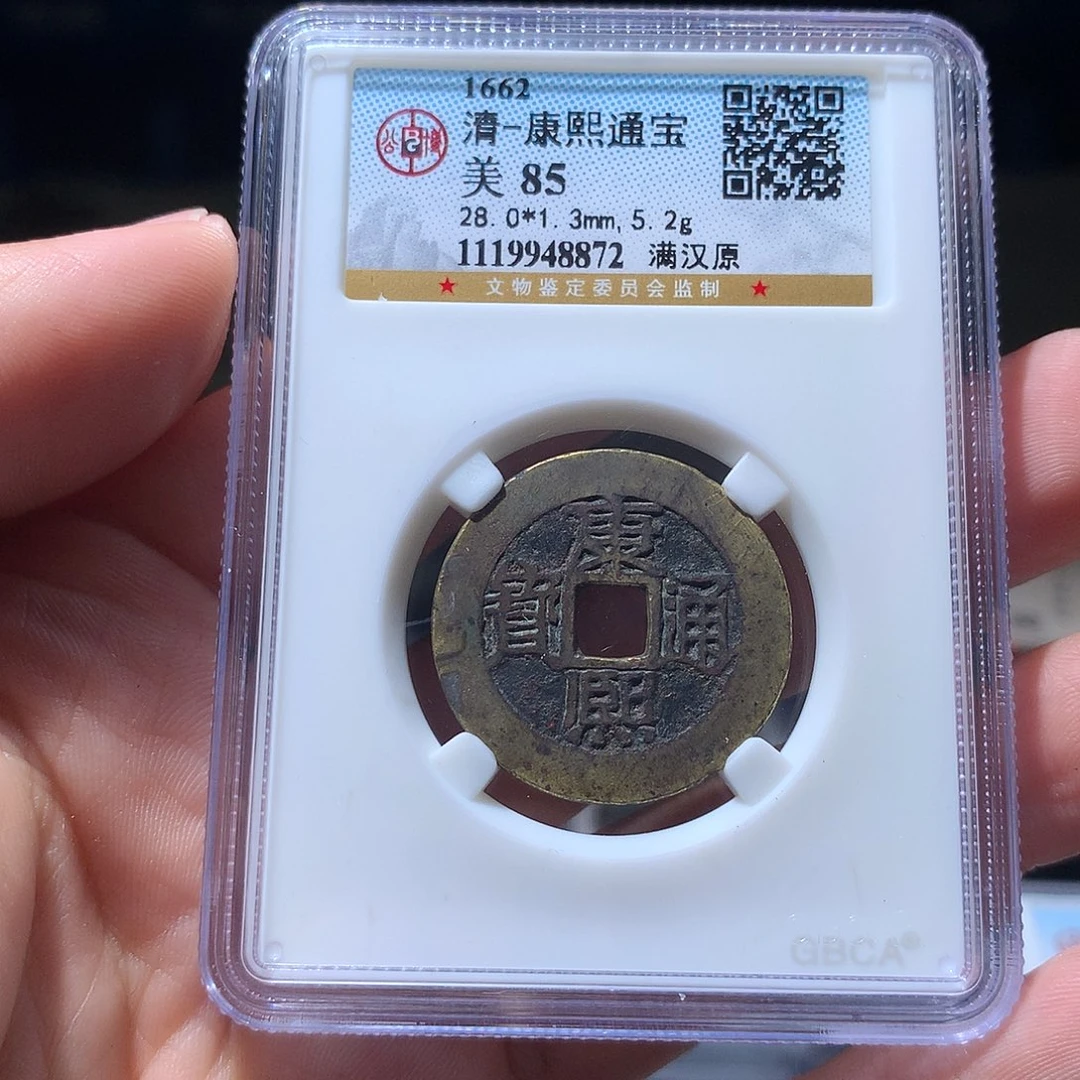 1662
清-康熙通宝
美 85
28.0*1.3mm,5.2g
1119948872 满汉原
★ 文物鉴定委员会监制 ★
康熙通寳
GBCA®